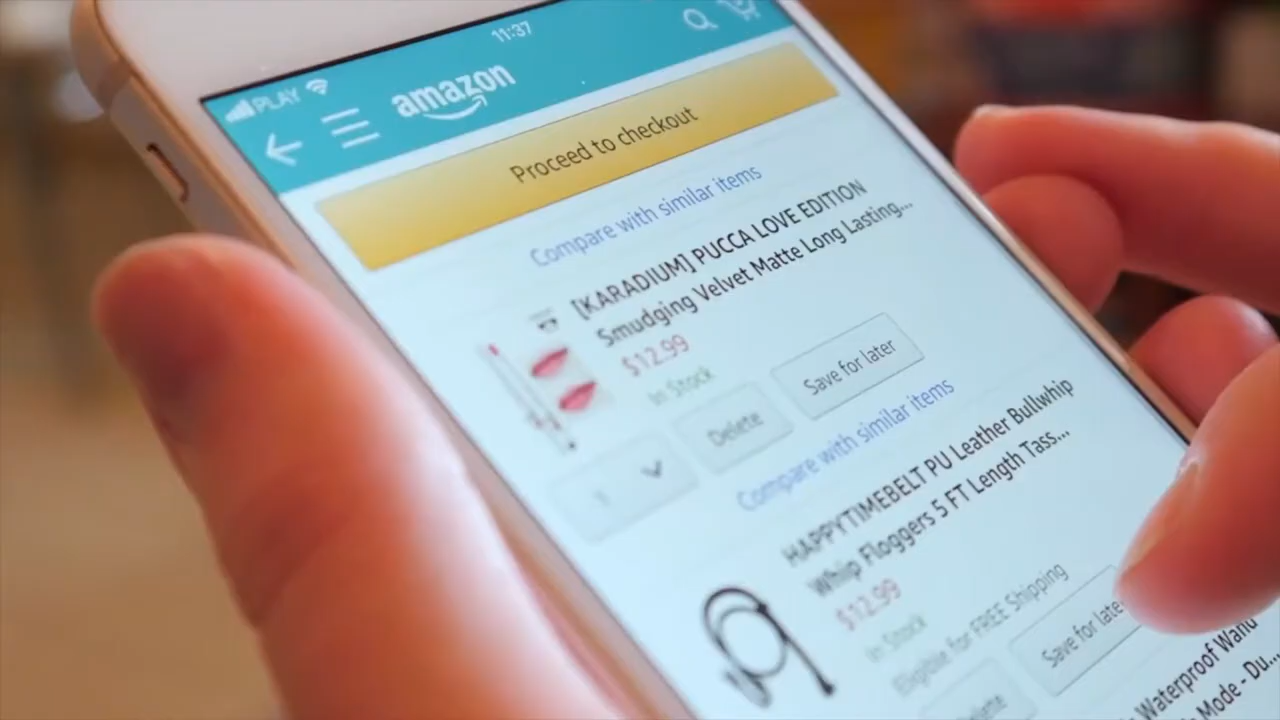 PLAY
11:37
amazon
Proceed to checkout
Compare with similar items
[KARADIUM] PUCCA LOVE EDITION
Smudging Velvet Matte Long Lasting...
$12.99
In Stock
1
Delete
Save for later
Compare with similar items
HAPPYTIMEBELT PU Leather Bullwhip
Whip Floggers 5 FT Length Tass...
$12.99
In Stock
Eligible for FREE Shipping
Save for later
Waterproof Wand
Mode - Du...